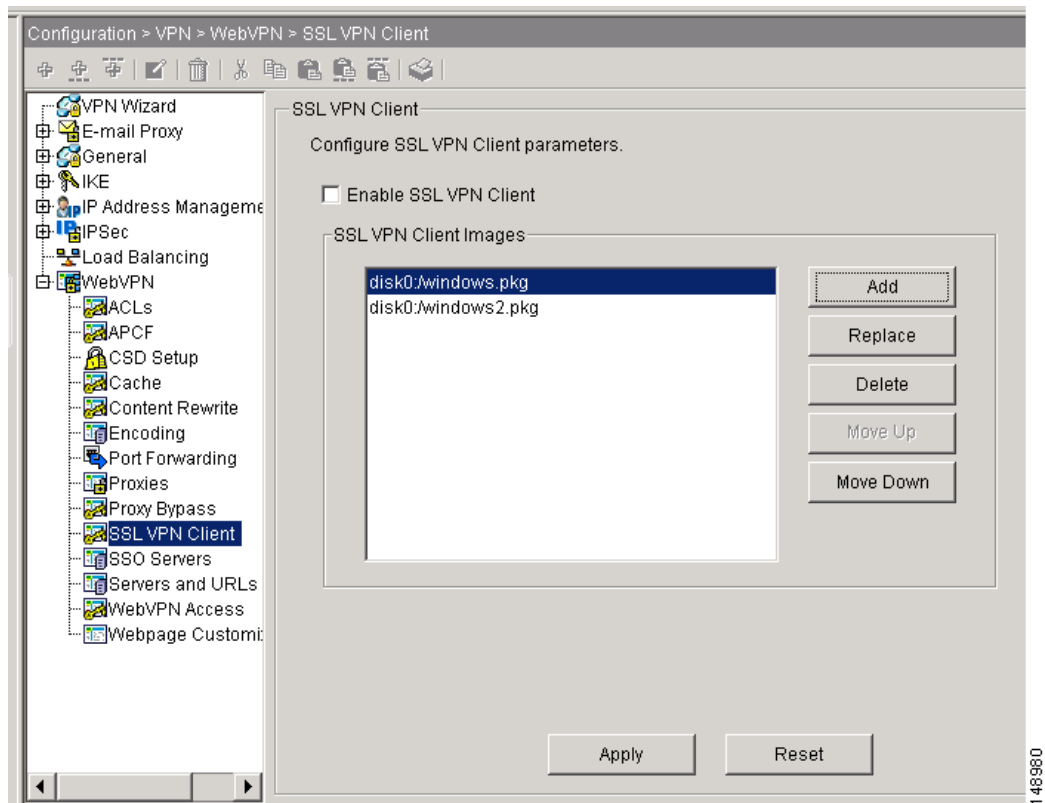 Configuration > VPN > WebVPN > SSL VPN Client
VPN Wizard
E-mail Proxy
General
IKE
IP Address Manageme
IPSec
Load Balancing
WebVPN
ACLs
APCF
CSD Setup
Cache
Content Rewrite
Encoding
Port Forwarding
Proxies
Proxy Bypass
SSL VPN Client
SSO Servers
Servers and URLs
WebVPN Access
Webpage Customi
SSL VPN Client
Configure SSL VPN Client parameters.
Enable SSL VPN Client
SSL VPN Client Images
disk0:/windows.pkg
disk0:/windows2.pkg
Add
Replace
Delete
Move Up
Move Down
Apply
Reset
148980